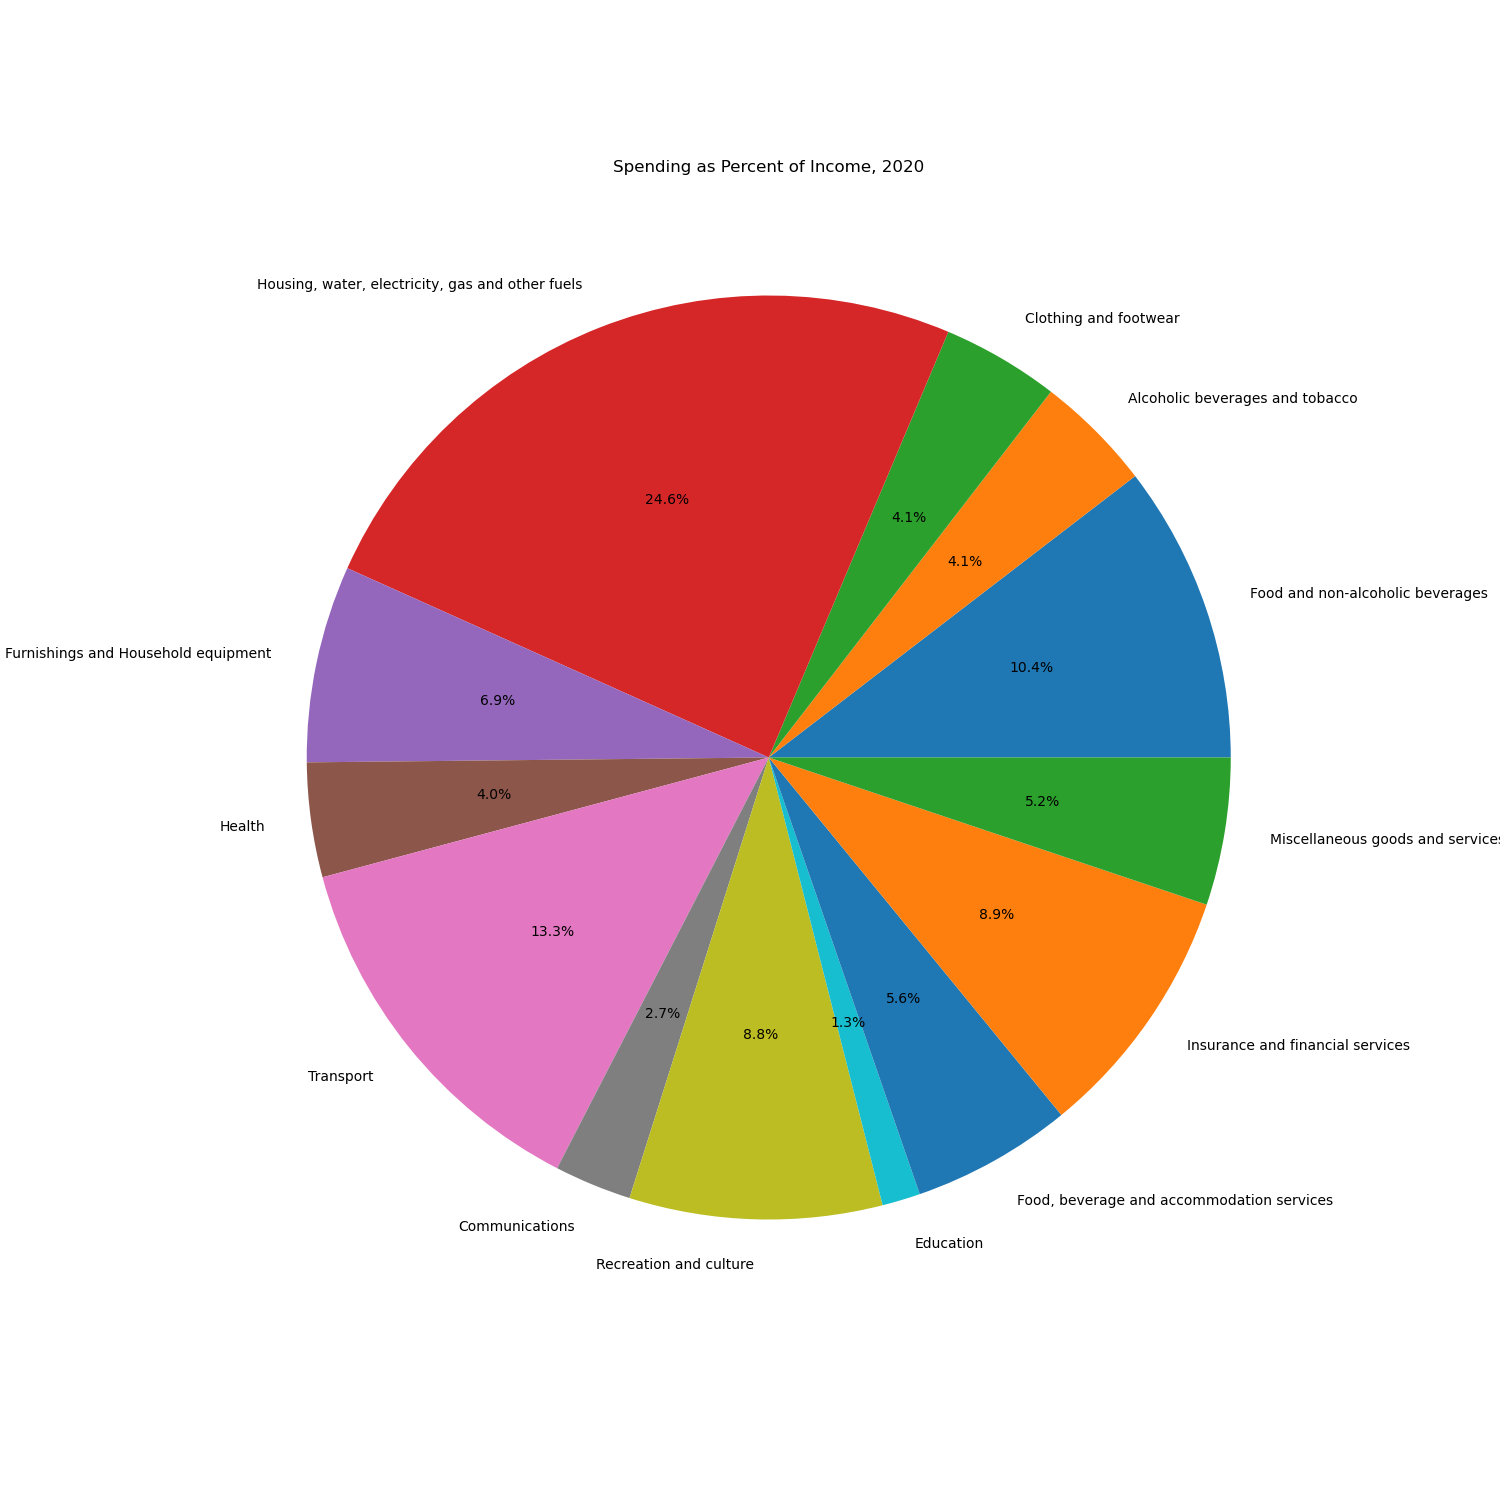 Spending as Percent of Income, 2020
Housing, water, electricity, gas and other fuels
Clothing and footwear
Alcoholic beverages and tobacco
24.6%
4.1%
4.1%
Food and non-alcoholic beverages
Furnishings and Household equipment
10.4%
6.9%
4.0%
5.2%
Health
Miscellaneous goods and services
8.9%
13.3%
5.6%
2.7%
1.3%
8.8%
Insurance and financial services
Transport
Food, beverage and accommodation services
Communications
Education
Recreation and culture